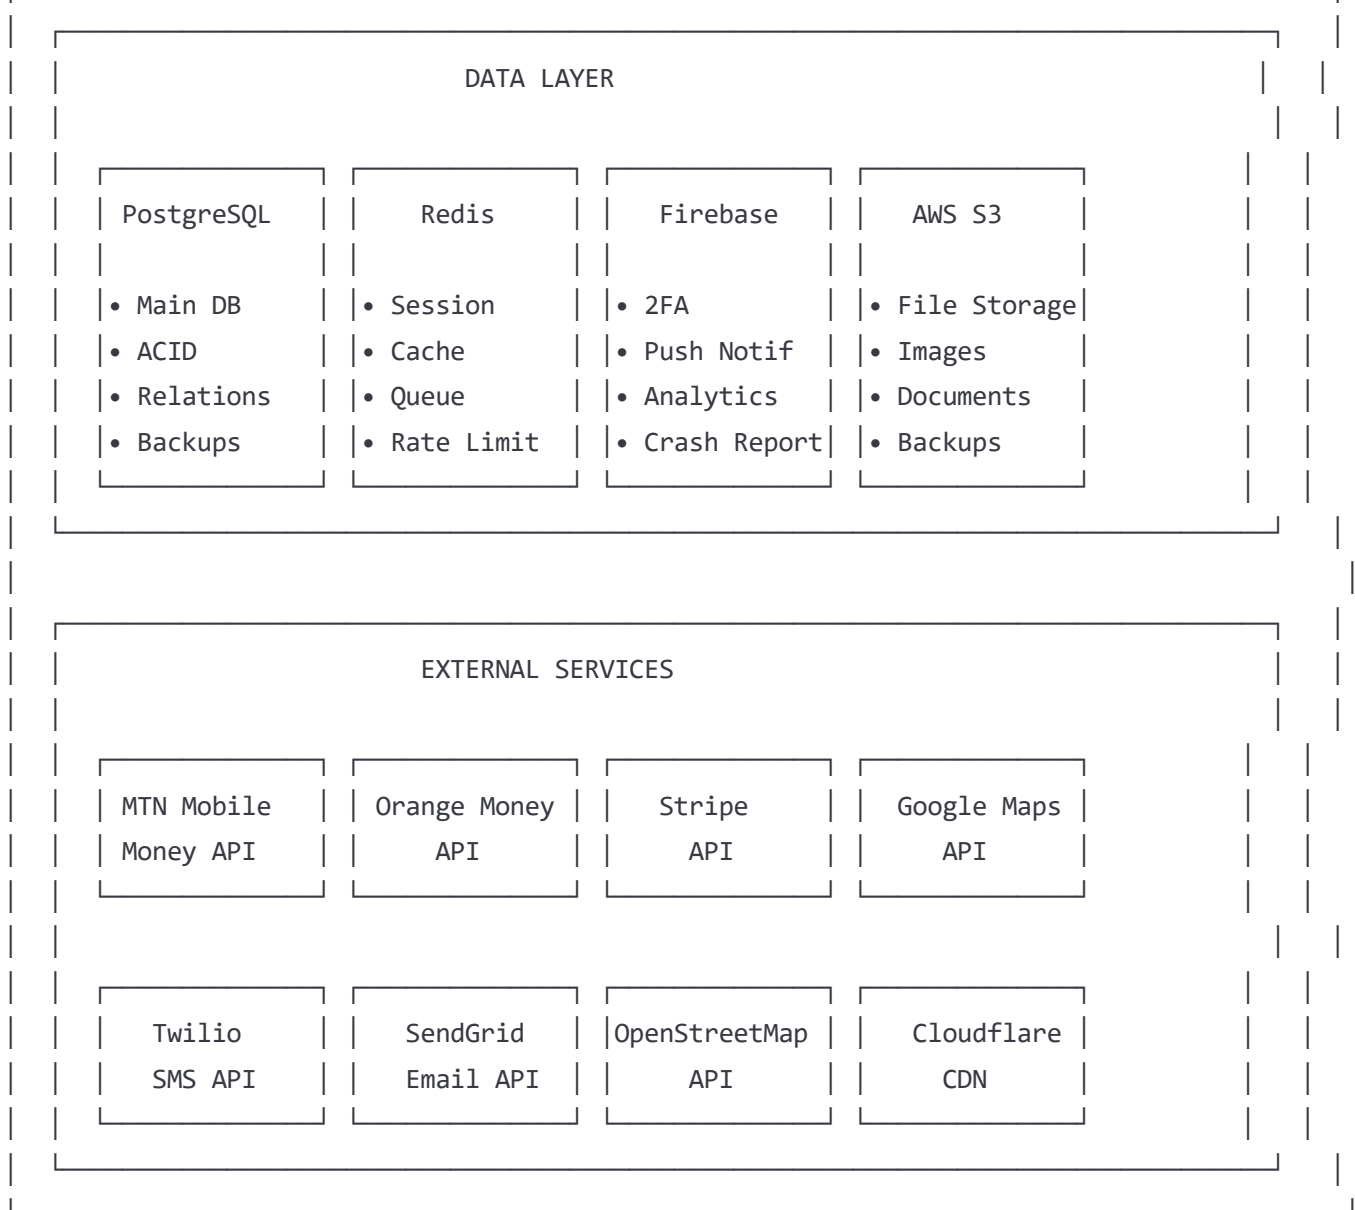 DATA LAYER
PostgreSQL Redis Firebase AWS S3
• Main DB • Session • 2FA • File Storage
• ACID • Cache • Push Notif • Images
• Relations • Queue • Analytics • Documents
• Backups • Rate Limit • Crash Report • Backups
EXTERNAL SERVICES
MTN Mobile Orange Money Stripe Google Maps
Money API API API API
Twilio SendGrid OpenStreetMap Cloudflare
SMS API Email API API CDN